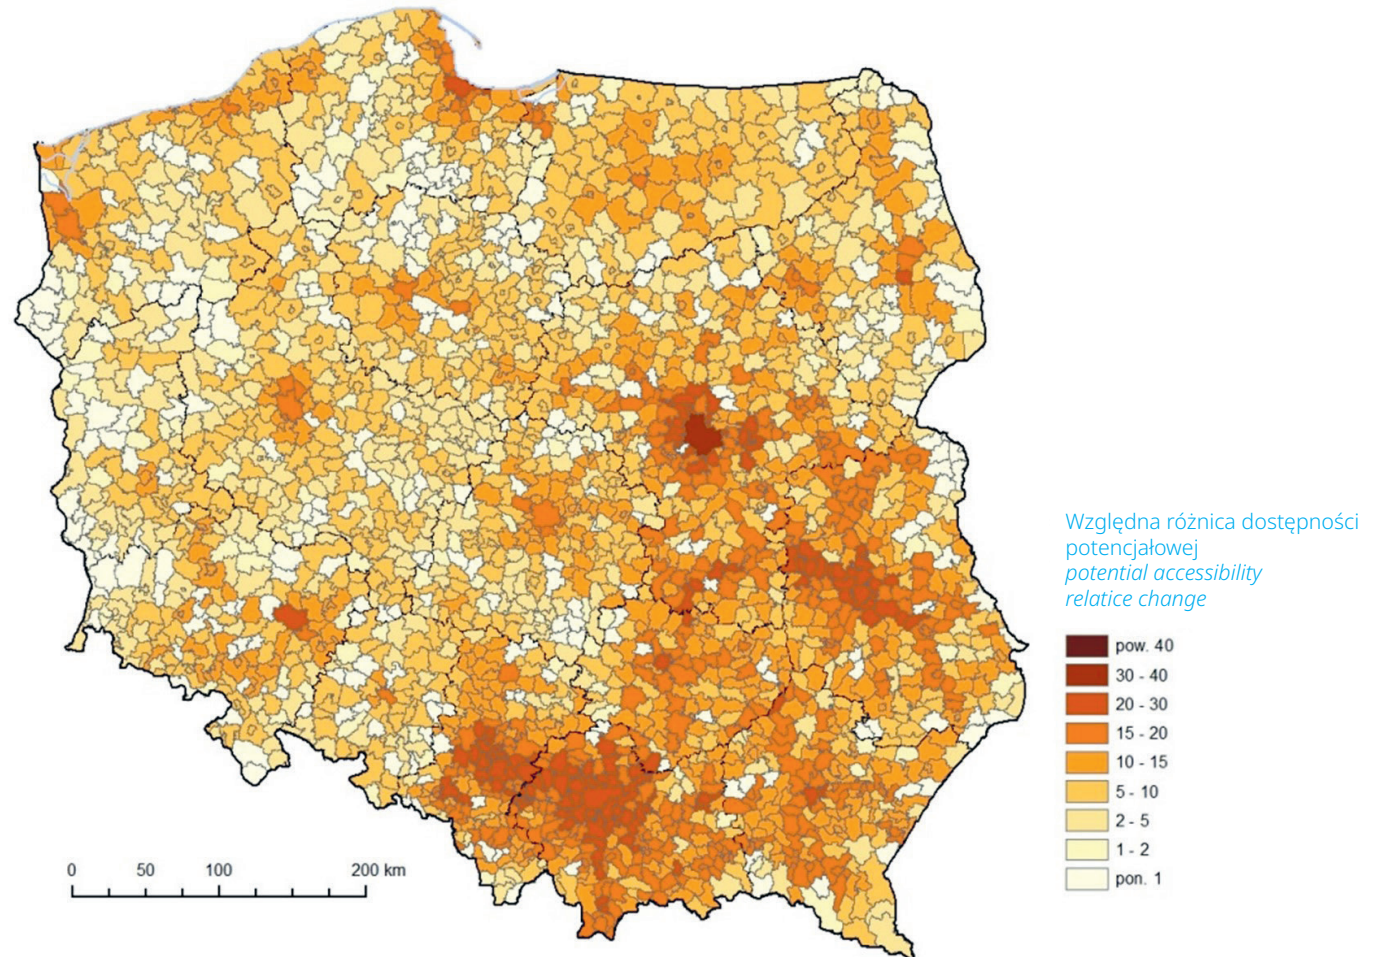 Względna różnica dostępności
potencjałowej
potential accessibility
relatice change
pow. 40
30 - 40
20 - 30
15 - 20
10 - 15
5 - 10
2 - 5
1 - 2
pon. 1
0 50 100 200 km